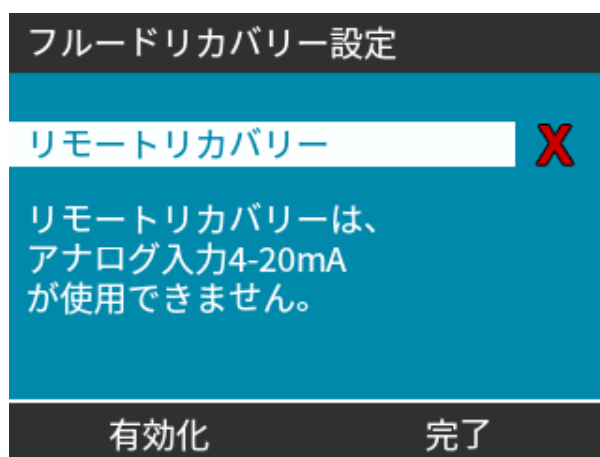 フルードリカバリー設定
リモートリカバリー
X
リモートリカバリーは、
アナログ入力4-20mA
が使用できません。
有効化 完了